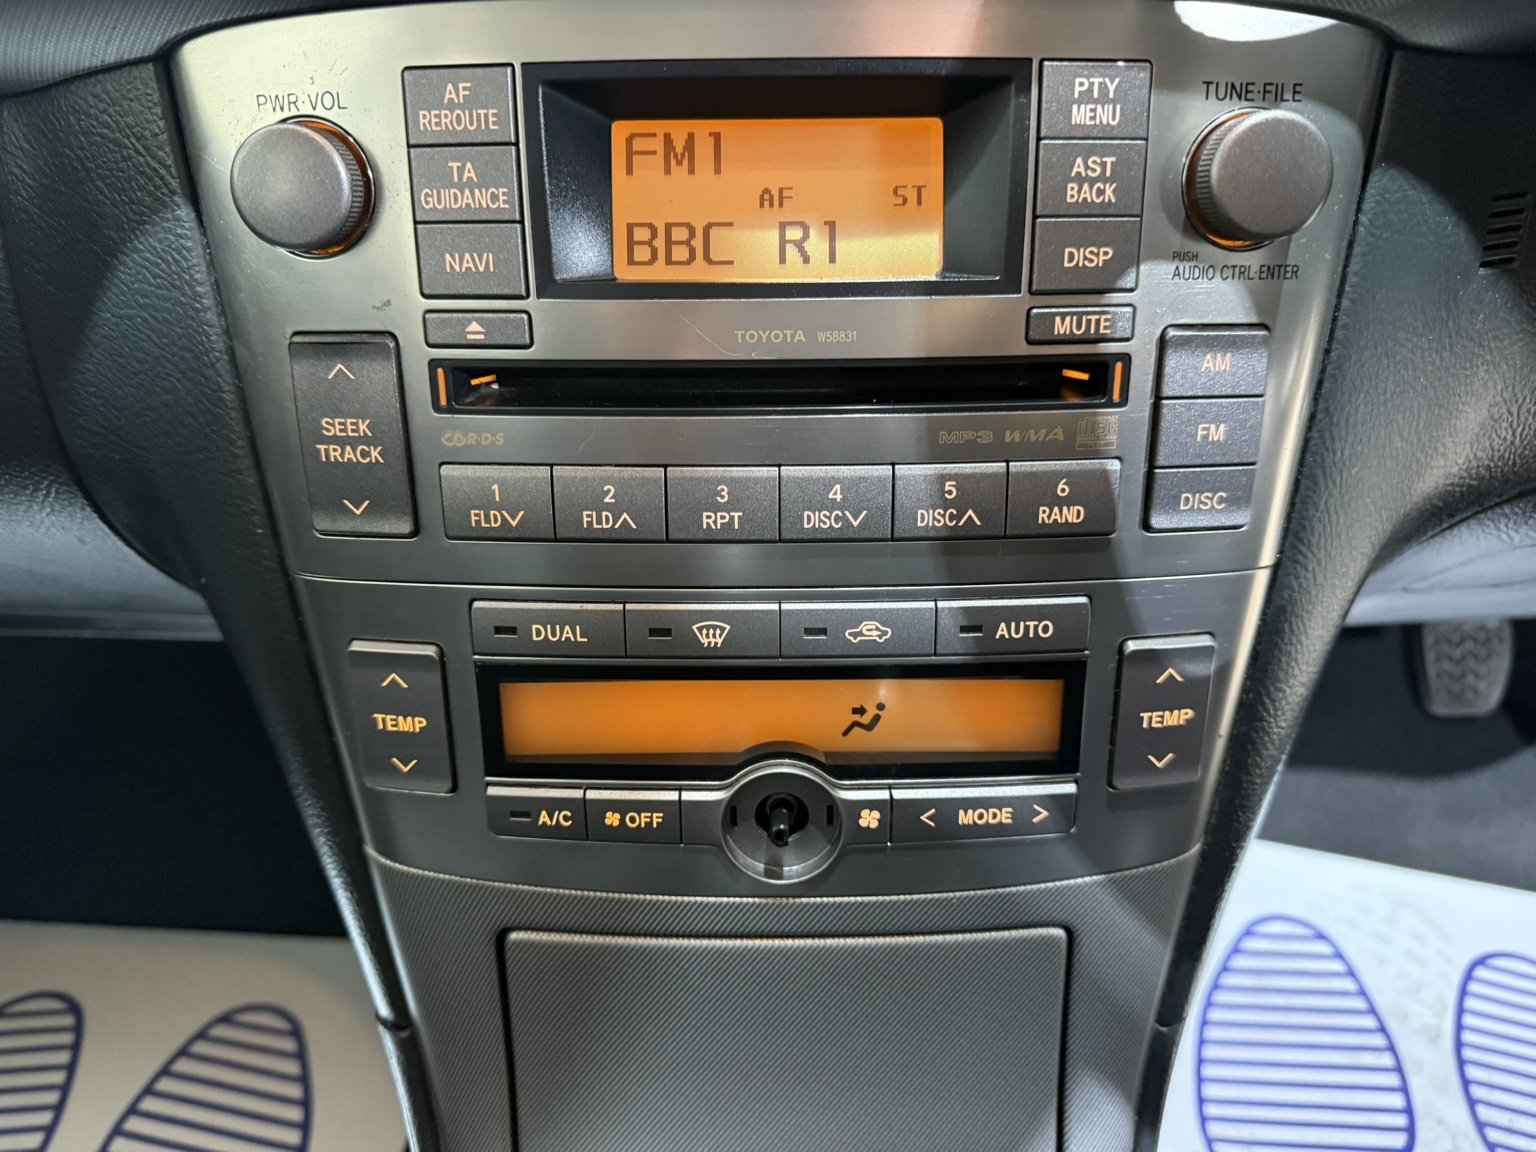 PWR·VOL
AF
REROUTE
TA
GUIDANCE
NAVI
FM1
AF ST
BBC R1
PTY
MENU
AST
BACK
DISP
TUNE·FILE
PUSH
AUDIO CTRL·ENTER
TOYOTA W58831
MUTE
SEEK
TRACK
AM
FM
DISC
R·D·S
MP3 WMA
DISC
1
FLD
2
FLD
3
RPT
4
DISC
5
DISC
6
RAND
DUAL
AUTO
TEMP
TEMP
A/C
OFF
< MODE >